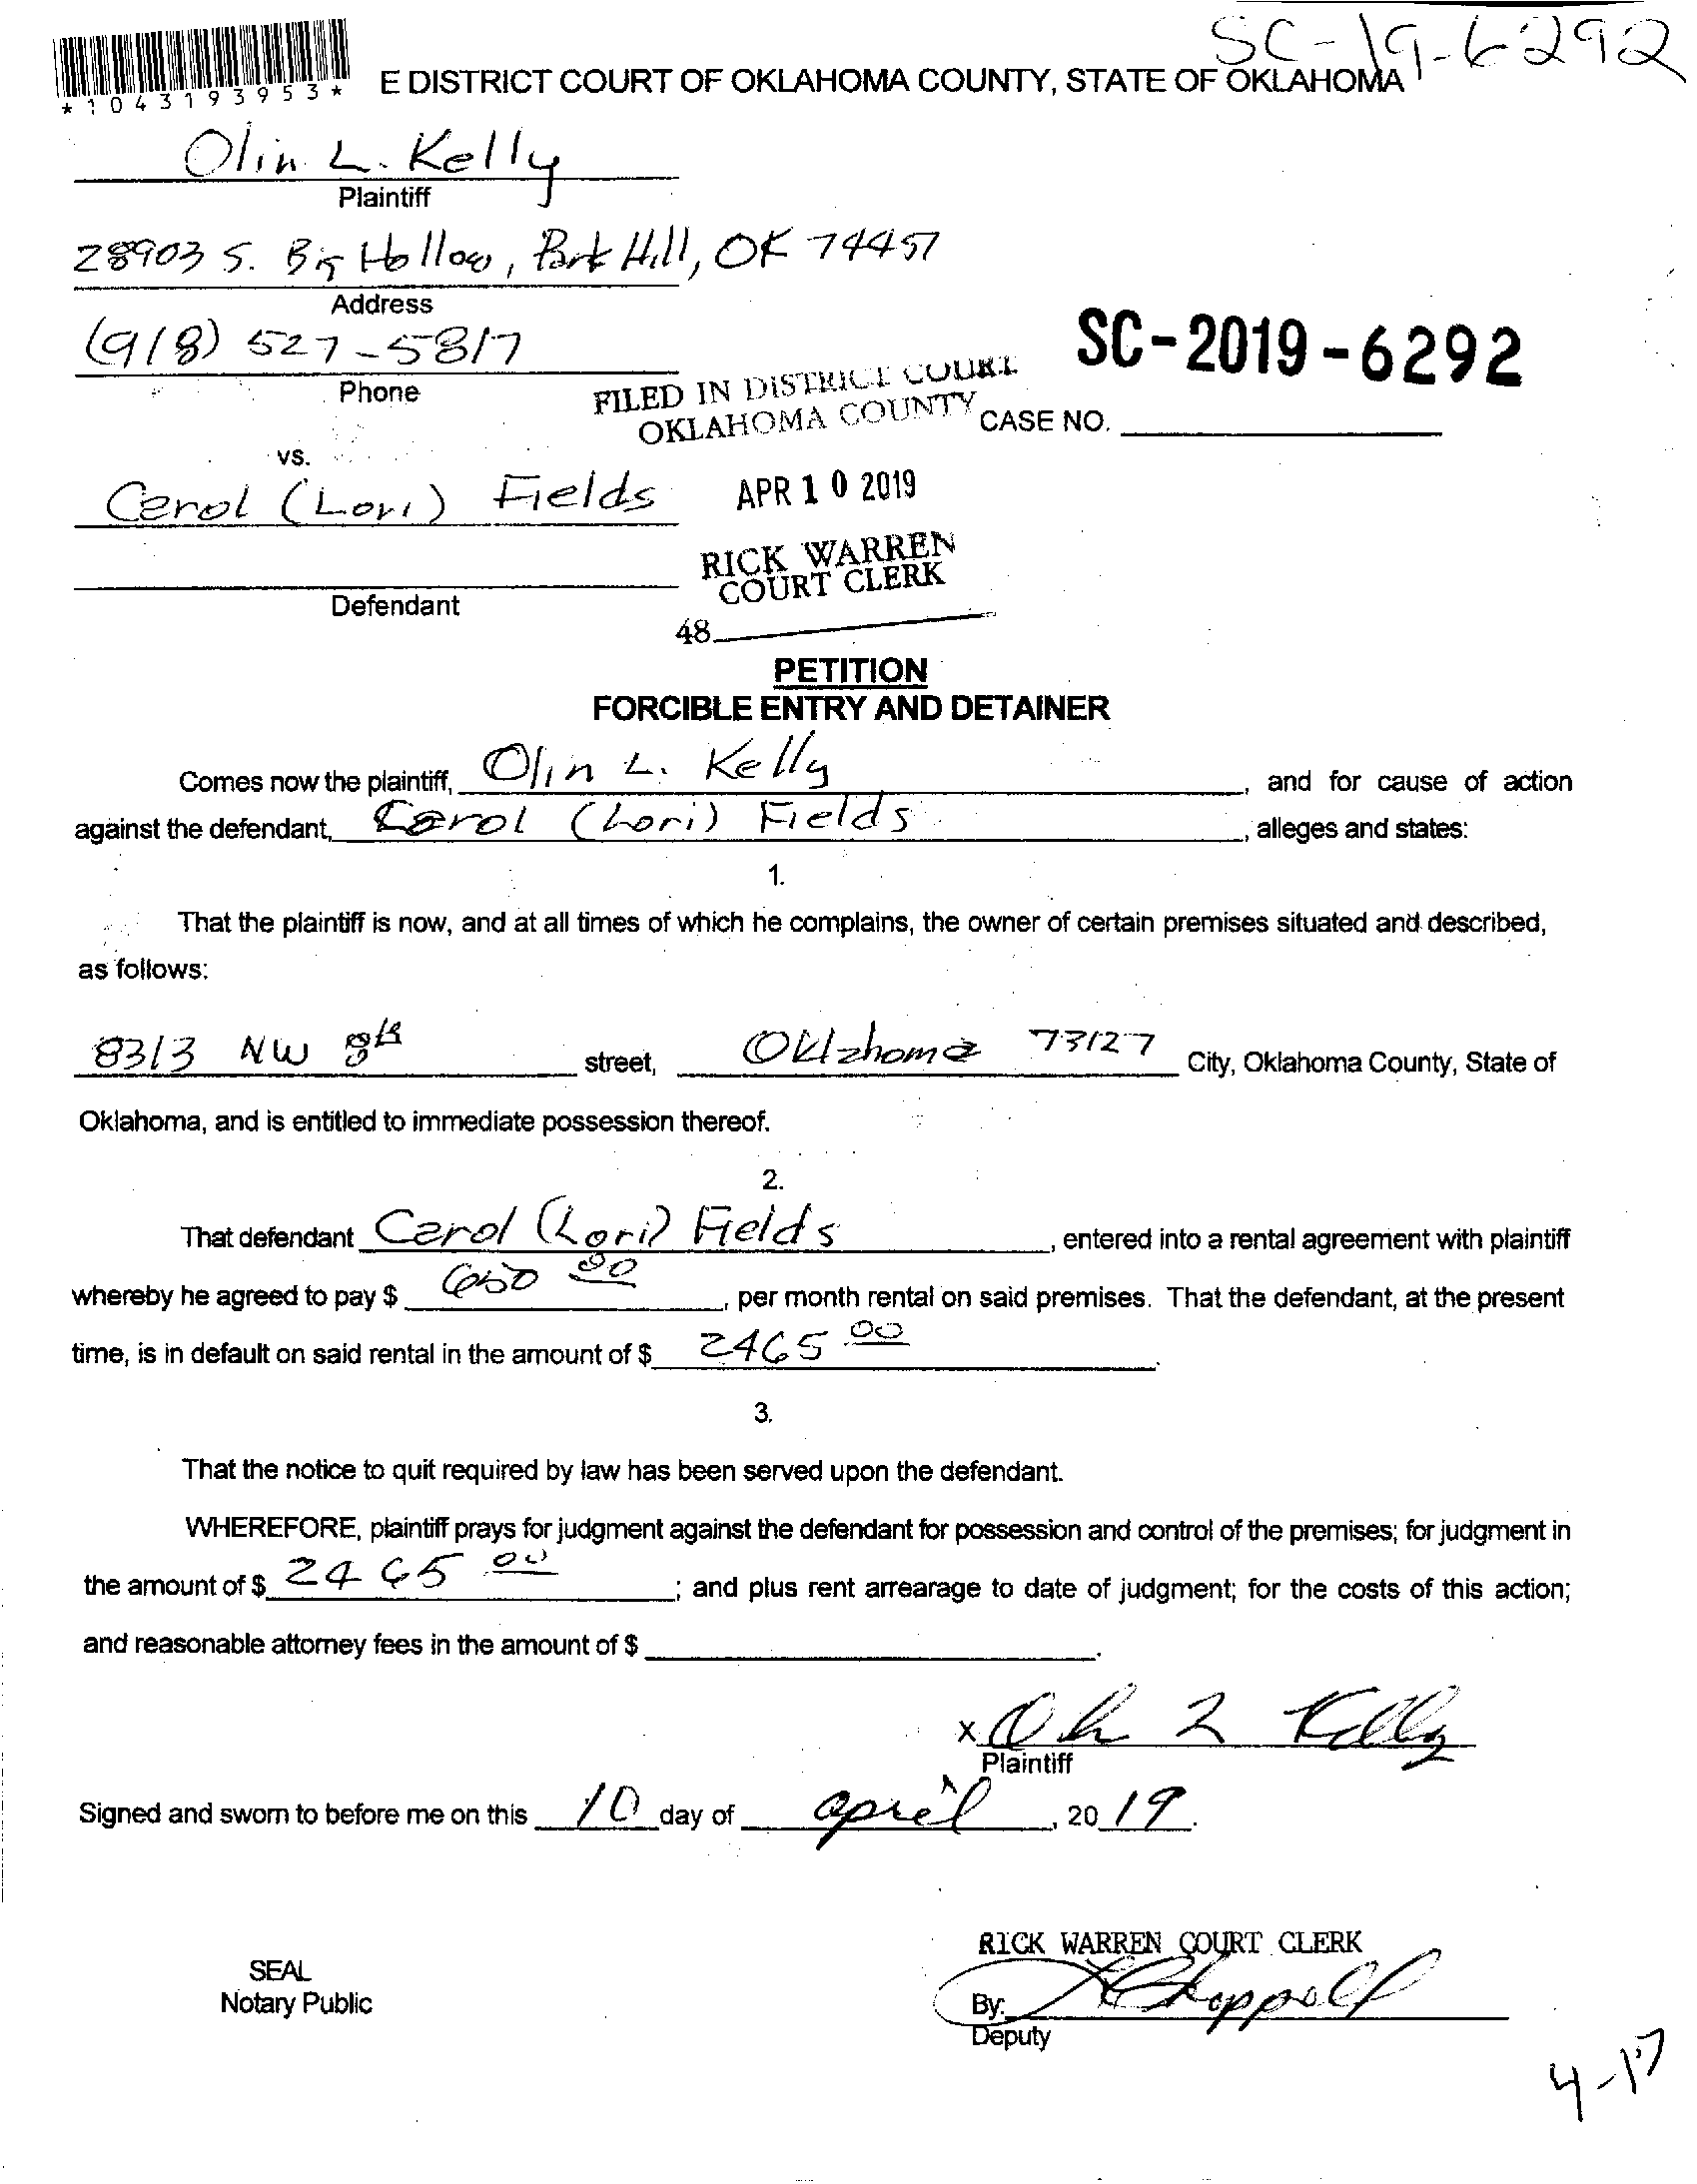 SC-19-6292
*1043193953*
E DISTRICT COURT OF OKLAHOMA COUNTY, STATE OF OKLAHOMA
Olin L. Kelly
Plaintiff
28903 S. Big Hollow, Park Hill, OK 74457
Address
(918) 527-5817
Phone
SC-2019-6292
FILED IN DISTRICT COURT
OKLAHOMA COUNTY
CASE NO.
vs.
Carol (Lori) Fields
APR 10 2019
RICK WARREN
COURT CLERK
Defendant
48
PETITION
FORCIBLE ENTRY AND DETAINER
Comes now the plaintiff, Olin L. Kelly, and for cause of action
against the defendant, Carol (Lori) Fields, alleges and states:
1.
That the plaintiff is now, and at all times of which he complains, the owner of certain premises situated and described,
as follows:
8313 NW 8th street, Oklahoma 73127 City, Oklahoma County, State of
Oklahoma, and is entitled to immediate possession thereof.
2.
That defendant Carol (Lori) Fields, entered into a rental agreement with plaintiff
whereby he agreed to pay $ 650 00, per month rental on said premises. That the defendant, at the present
time, is in default on said rental in the amount of $ 2465 00.
3.
That the notice to quit required by law has been served upon the defendant.
WHEREFORE, plaintiff prays for judgment against the defendant for possession and control of the premises; for judgment in
the amount of $ 2465 00; and plus rent arrearage to date of judgment; for the costs of this action;
and reasonable attorney fees in the amount of $ .
x Olin L Kelly
Plaintiff
Signed and sworn to before me on this 10 day of april, 2019.
RICK WARREN COURT CLERK
SEAL
Notary Public
By: Chappell
Deputy
4-17